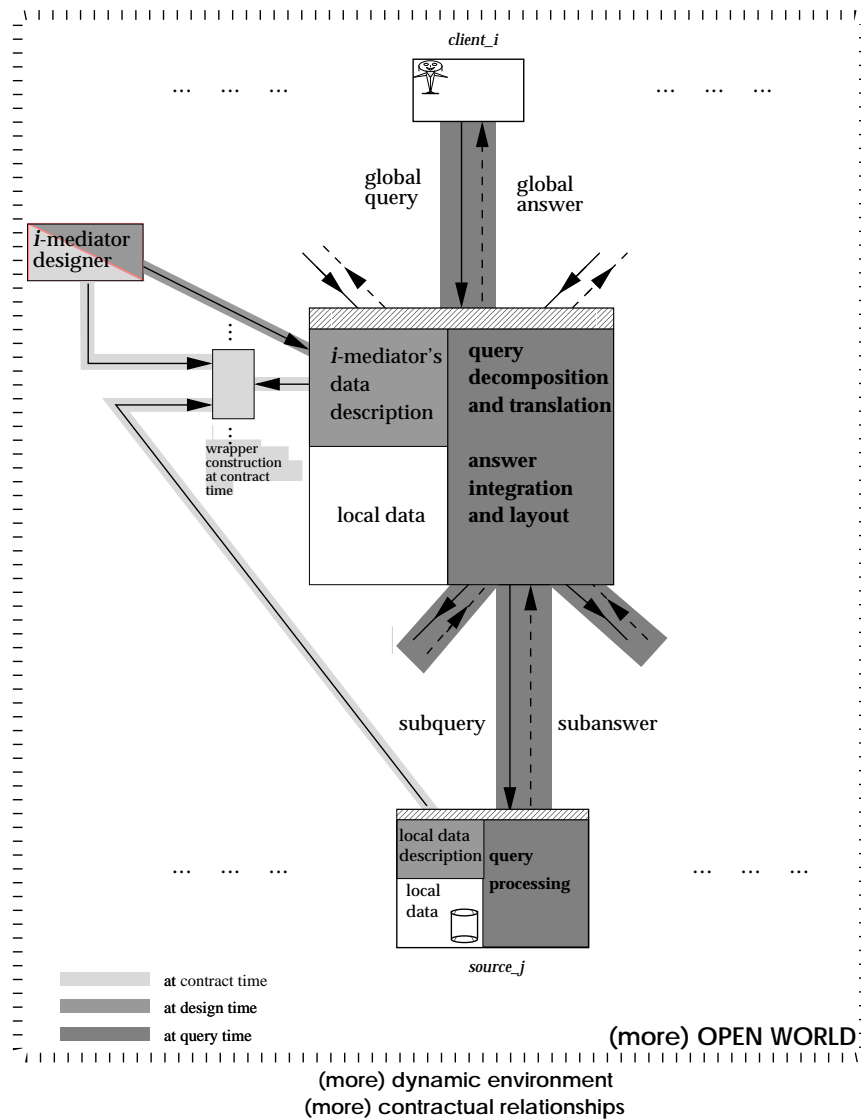 client_i
... ... ...
... ... ...
global
query
global
answer
i-mediator
designer
...
i-mediator's
data
description
query
decomposition
and translation
...
wrapper
construction
at contract
time
answer
integration
and layout
local data
subquery
subanswer
local data
description
query
processing
local
data
... ... ...
... ... ...
source_j
at contract time
at design time
at query time
(more) OPEN WORLD
(more) dynamic environment
(more) contractual relationships